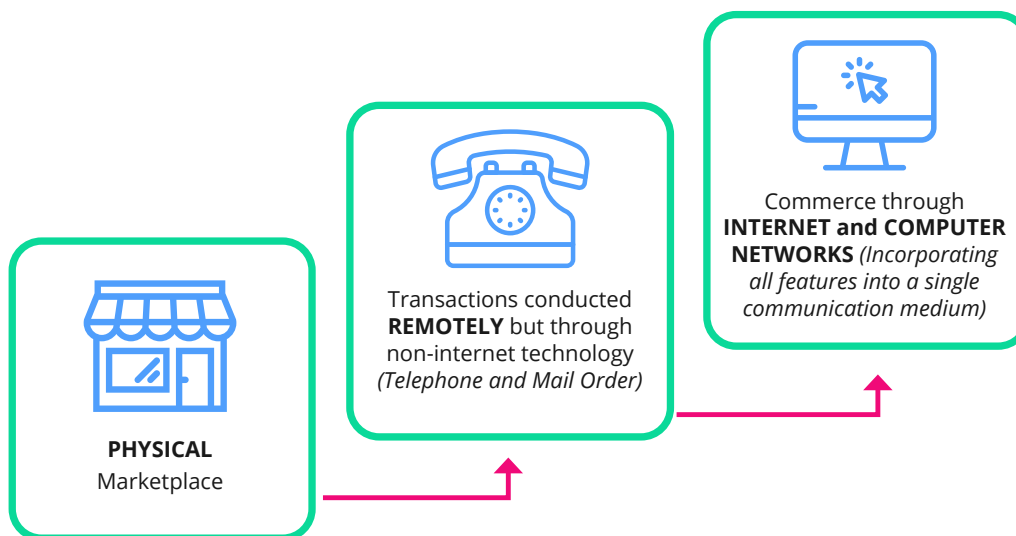 PHYSICAL
Marketplace
Transactions conducted
REMOTELY but through
non-internet technology
(Telephone and Mail Order)
Commerce through
INTERNET and COMPUTER
NETWORKS (Incorporating
all features into a single
communication medium)